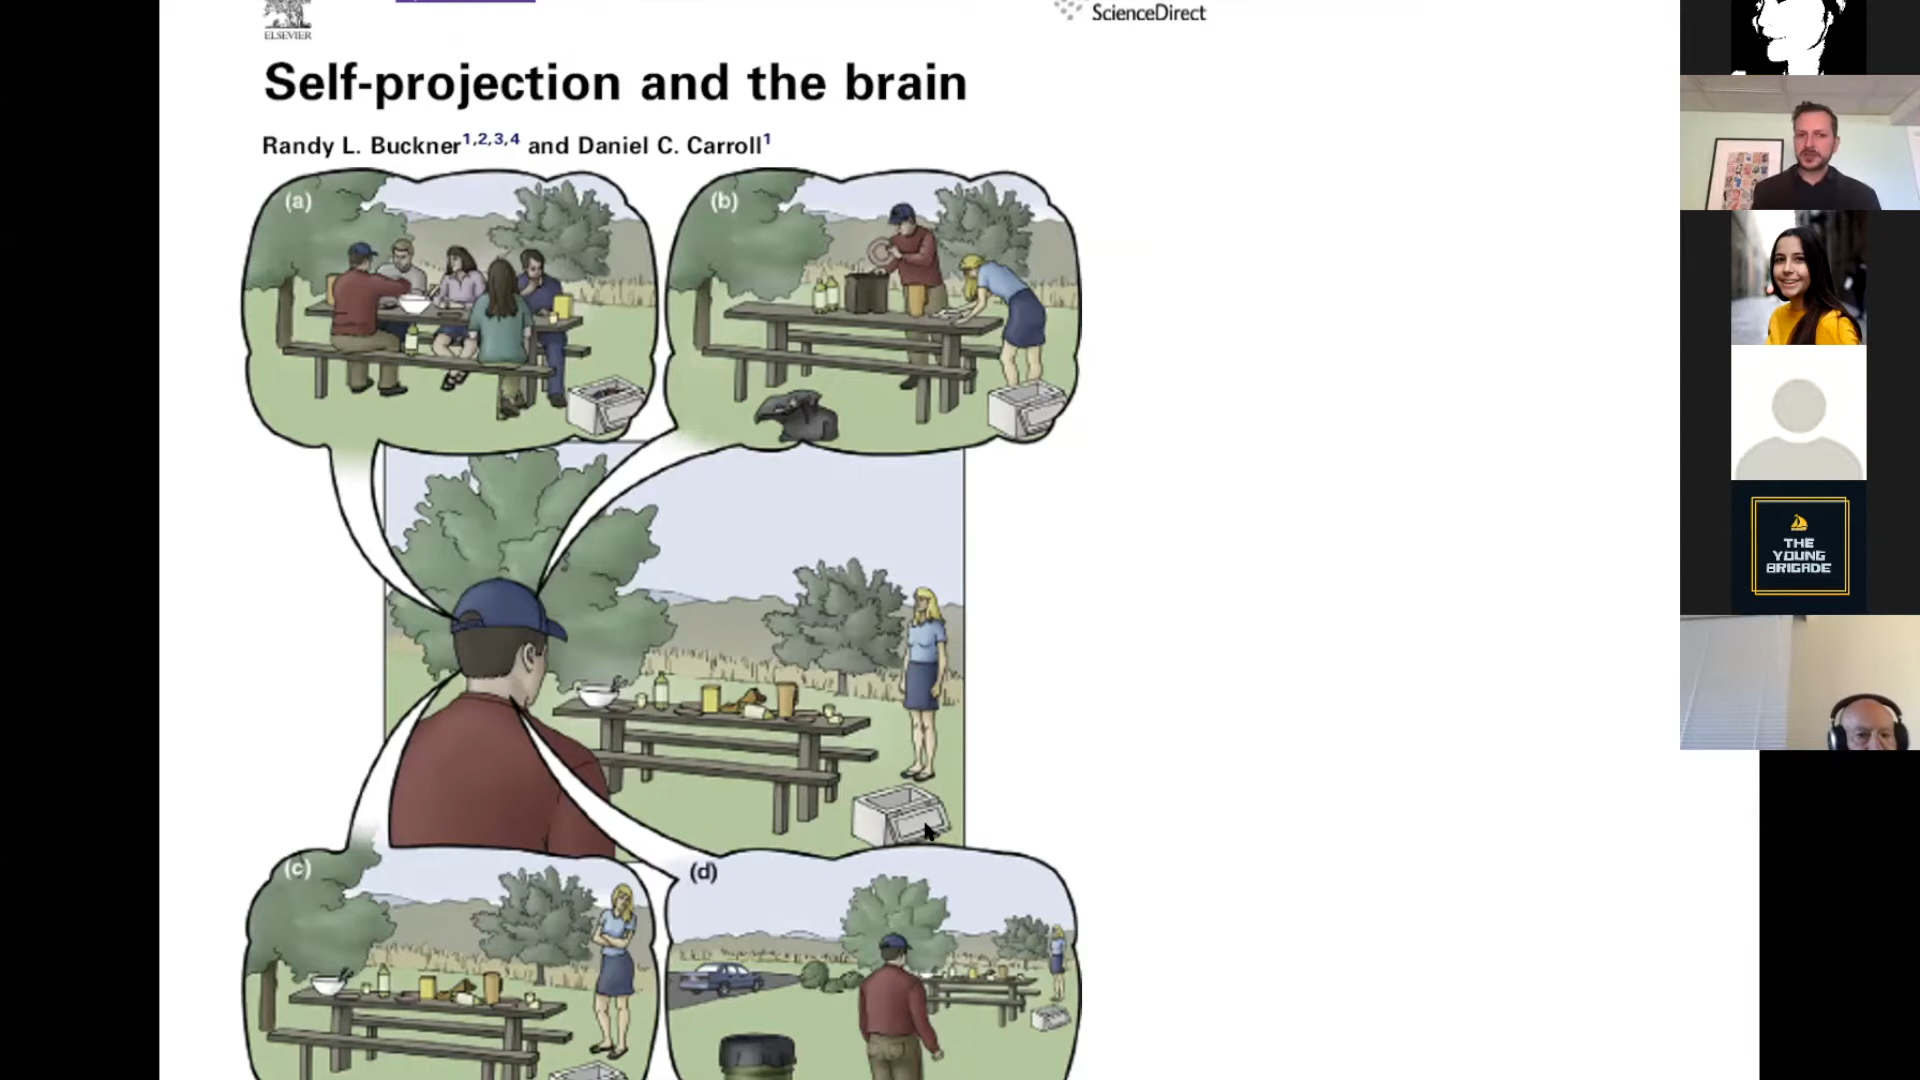 ELSEVIER
ScienceDirect
Self-projection and the brain
Randy L. Buckner1,2,3,4 and Daniel C. Carroll1
(a)
(b)
(c)
(d)
THE
YOUNG
BRIGADE